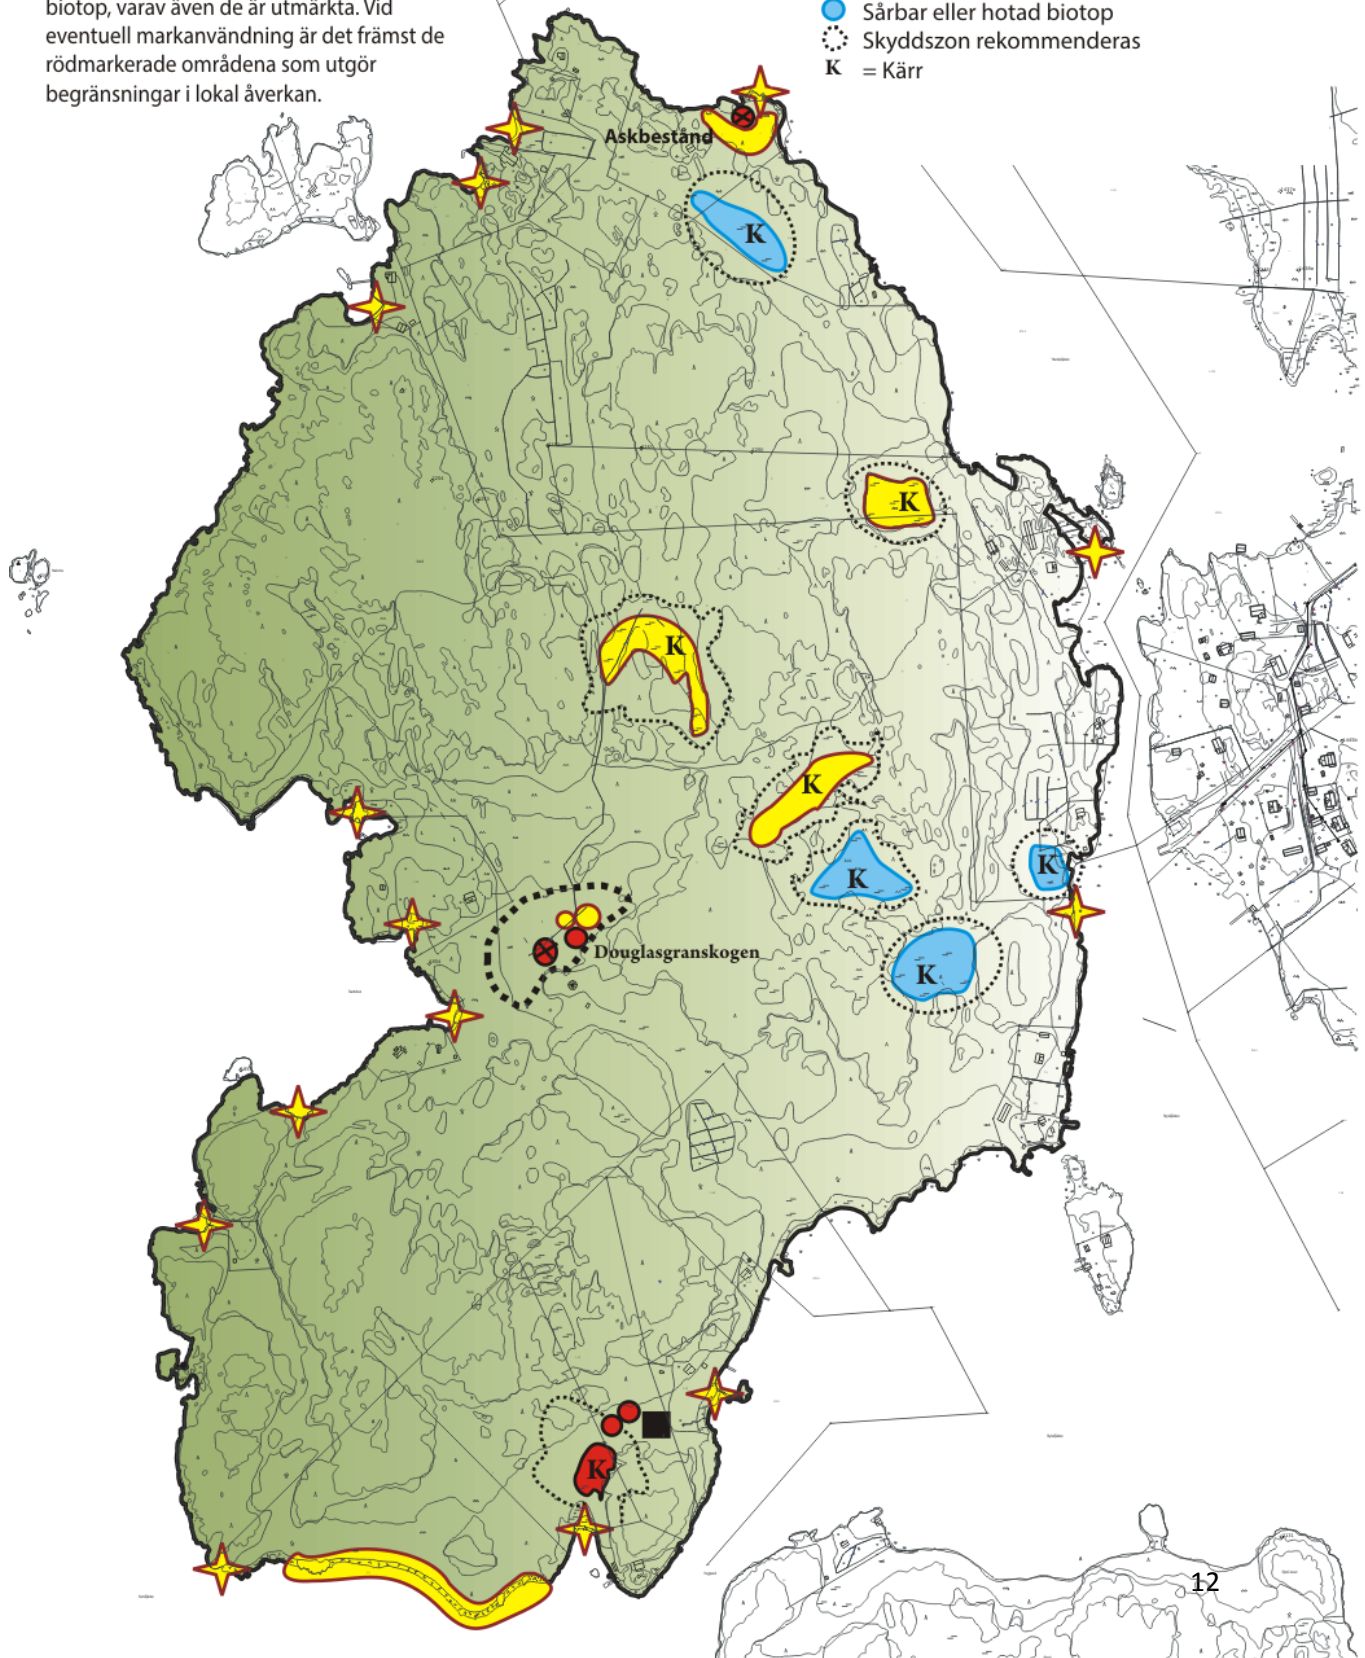 biotop, varav även de är utmärkta. Vid
eventuell markanvändning är det främst de
rödmarkerade områdena som utgör
begränsningar i lokal åverkan.
Sårbar eller hotad biotop
Skyddszon rekommenderas
K = Kärr
Askbestånd
K
K
K
K
K
K
K
Douglasgranskogen
K
12